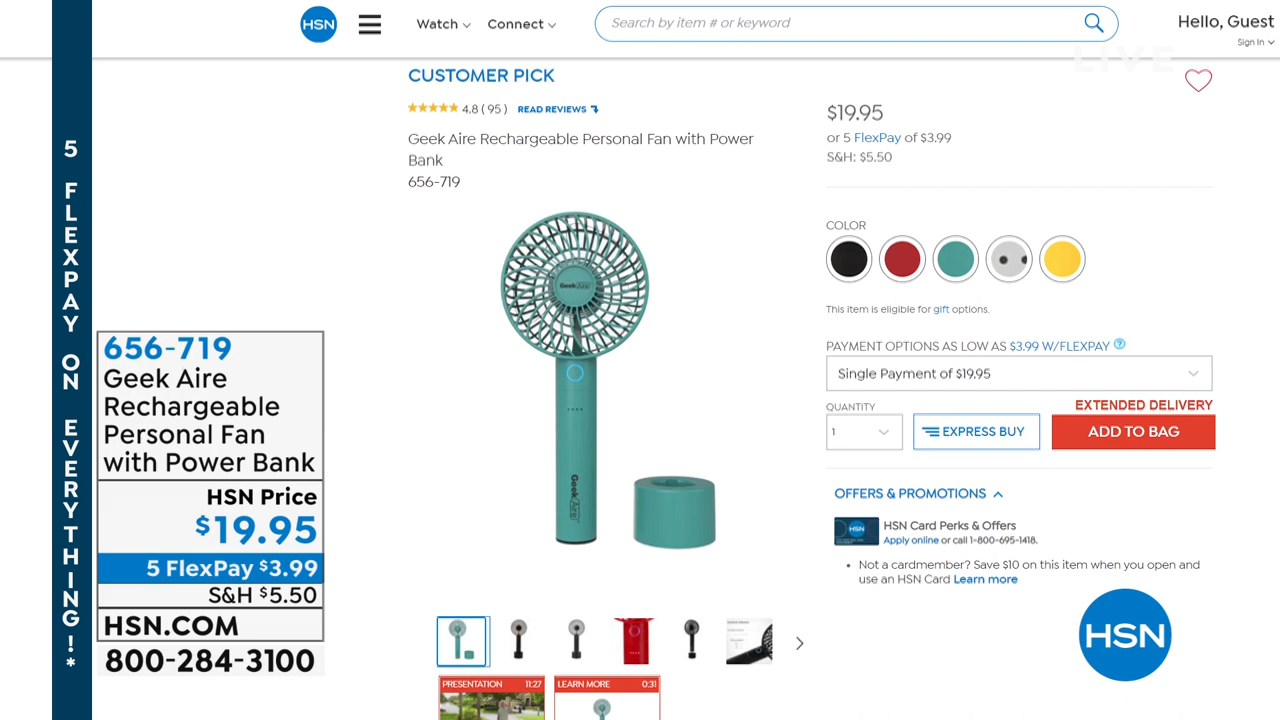 HSN
Watch
Connect
Search by item # or keyword
Hello, Guest
Sign In
LIVE
CUSTOMER PICK
4.8 ( 95 ) READ REVIEWS
Geek Aire Rechargeable Personal Fan with Power
Bank
656-719
$19.95
or 5 FlexPay of $3.99
S&H: $5.50
COLOR
This item is eligible for gift options.
PAYMENT OPTIONS AS LOW AS $3.99 W/FLEXPAY ?
Single Payment of $19.95
QUANTITY
EXTENDED DELIVERY
1
EXPRESS BUY
ADD TO BAG
OFFERS & PROMOTIONS
HSN
HSN Card Perks & Offers
Apply online or call 1-800-695-1418.
• Not a cardmember? Save $10 on this item when you open and
use an HSN Card Learn more
HSN
GeekAire
GeekAire
PRESENTATION 11:27
LEARN MORE 0:31
5 FLEXPAY ON EVERYTHING!*
656-719
Geek Aire
Rechargeable
Personal Fan
with Power Bank
HSN Price
$19.95
5 FlexPay $3.99
S&H $5.50
HSN.COM
800-284-3100